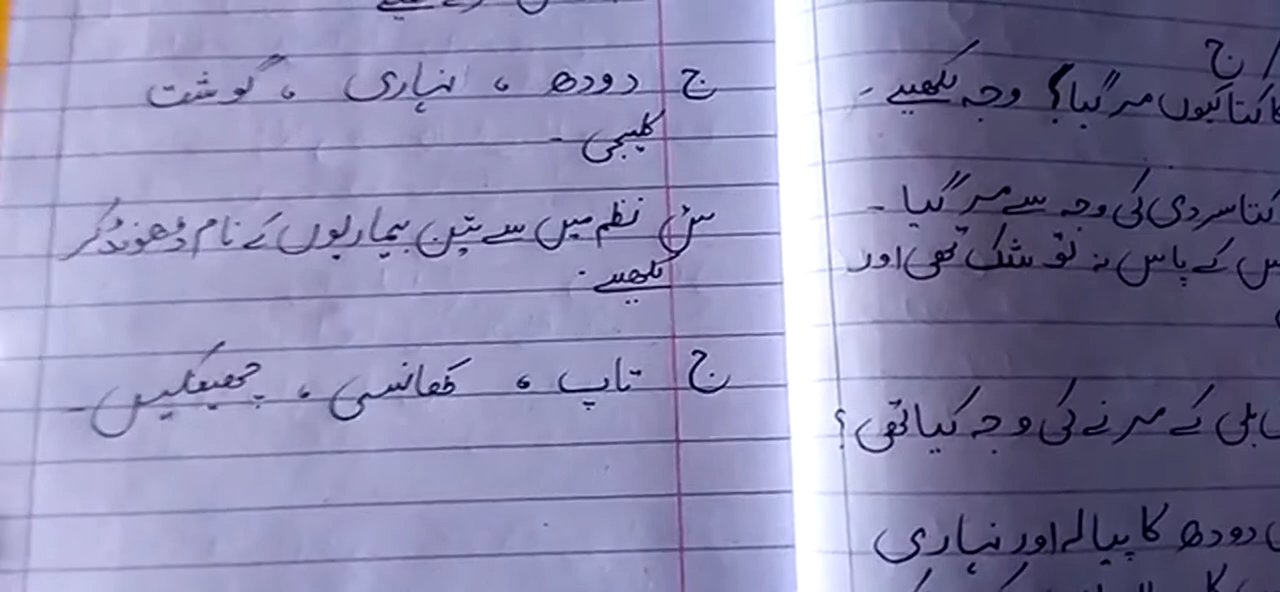 ج
کتا کیوں مر گیا؟ وجہ لکھیے۔
کتا سردی کی وجہ سے مر گیا۔
کے پاس نہ تو شک تھی اور
بلی کے مرنے کی وجہ کیا تھی؟
دودھ کا پیالہ اور نہاری
ج دودھ ، نہاری ، گوشت
کلیجی۔
س نظم میں سے تین بیماریوں کے نام ڈھونڈ کر
لکھیے۔
ج تاپ ، کھانسی ، چھینکیں۔